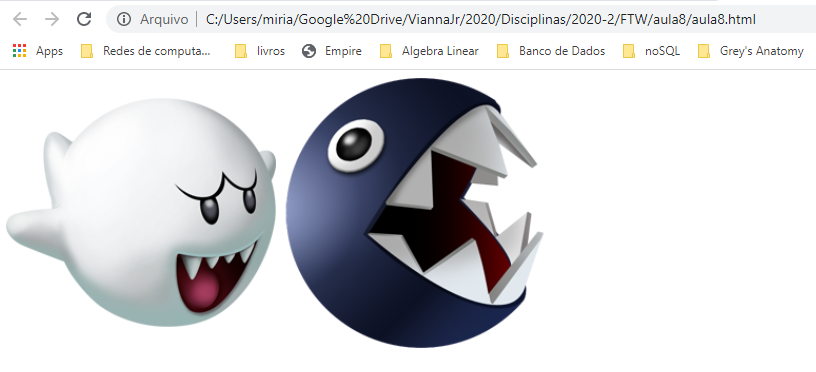 Arquivo | C:/Users/miria/Google%20Drive/ViannaJr/2020/Disciplinas/2020-2/FTW/aula8/aula8.html
Apps Redes de computa... livros Empire Algebra Linear Banco de Dados noSQL Grey's Anatomy